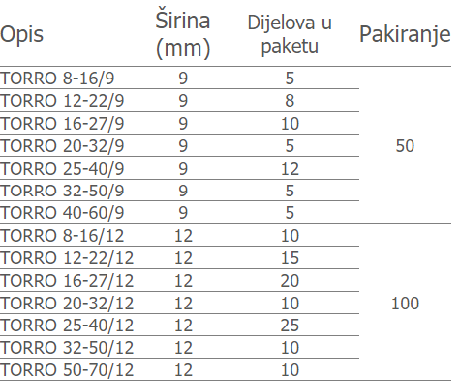 Opis Širina (mm) Dijelova u paketu Pakiranje
TORRO 8-16/9 9 5
TORRO 12-22/9 9 8
TORRO 16-27/9 9 10
TORRO 20-32/9 9 5 50
TORRO 25-40/9 9 12
TORRO 32-50/9 9 5
TORRO 40-60/9 9 5
TORRO 8-16/12 12 10
TORRO 12-22/12 12 15
TORRO 16-27/12 12 20
TORRO 20-32/12 12 10 100
TORRO 25-40/12 12 25
TORRO 32-50/12 12 10
TORRO 50-70/12 12 10